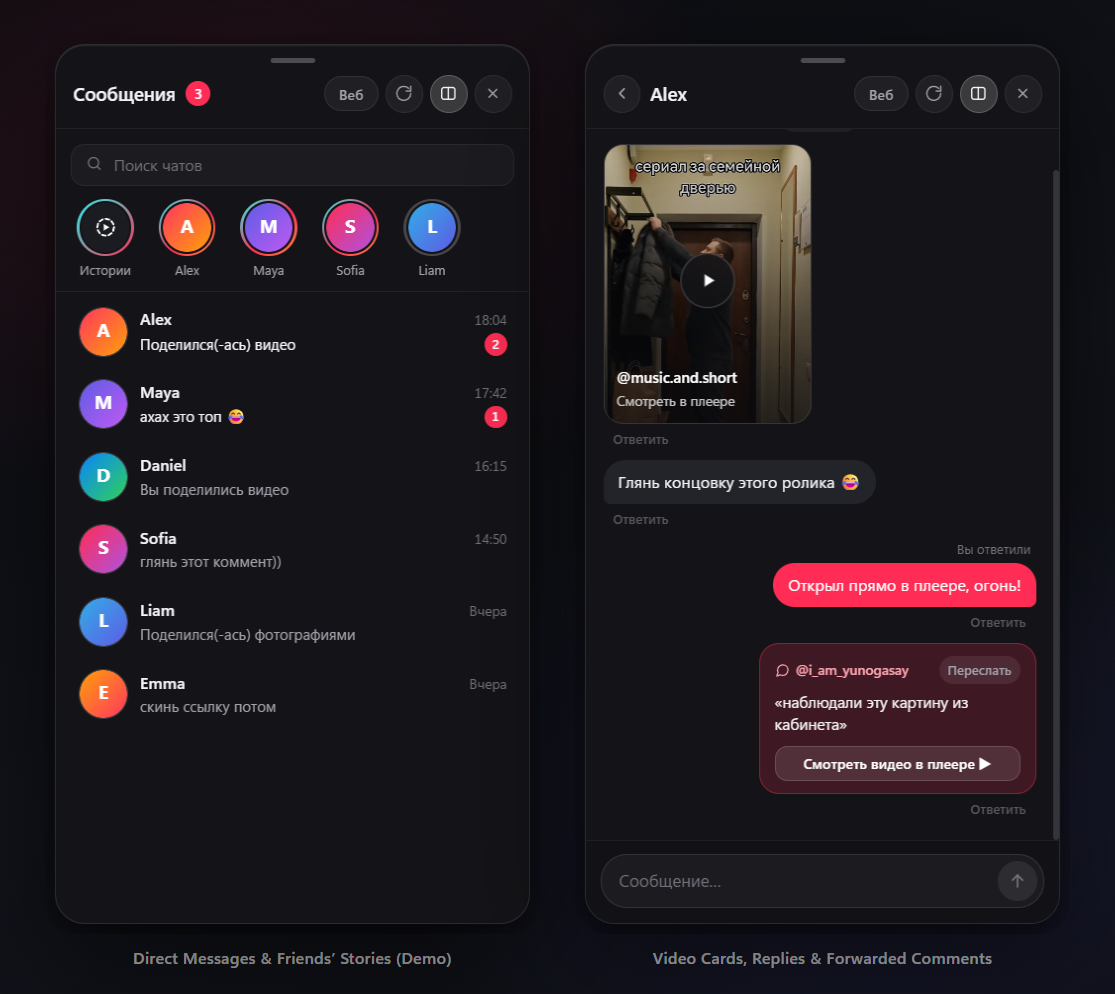 Сообщения 3
Веб
Поиск чатов
A
M
S
L
Истории
Alex
Maya
Sofia
Liam
A
Alex
18:04
Поделился(-ась) видео
2
M
Maya
17:42
ахах это топ 😂
1
D
Daniel
16:15
Вы поделились видео
S
Sofia
14:50
глянь этот коммент))
L
Liam
Вчера
Поделился(-ась) фотографиями
E
Emma
Вчера
скинь ссылку потом
Direct Messages & Friends’ Stories (Demo)
Alex
Веб
сериал за семейной
дверью
@music.and.short
Смотреть в плеере
Ответить
Глянь концовку этого ролика 😂
Ответить
Вы ответили
Открыл прямо в плеере, огонь!
Ответить
@i_am_yunogasay
Переслать
«наблюдали эту картину из
кабинета»
Смотреть видео в плеере ▶
Ответить
Сообщение...
Video Cards, Replies & Forwarded Comments